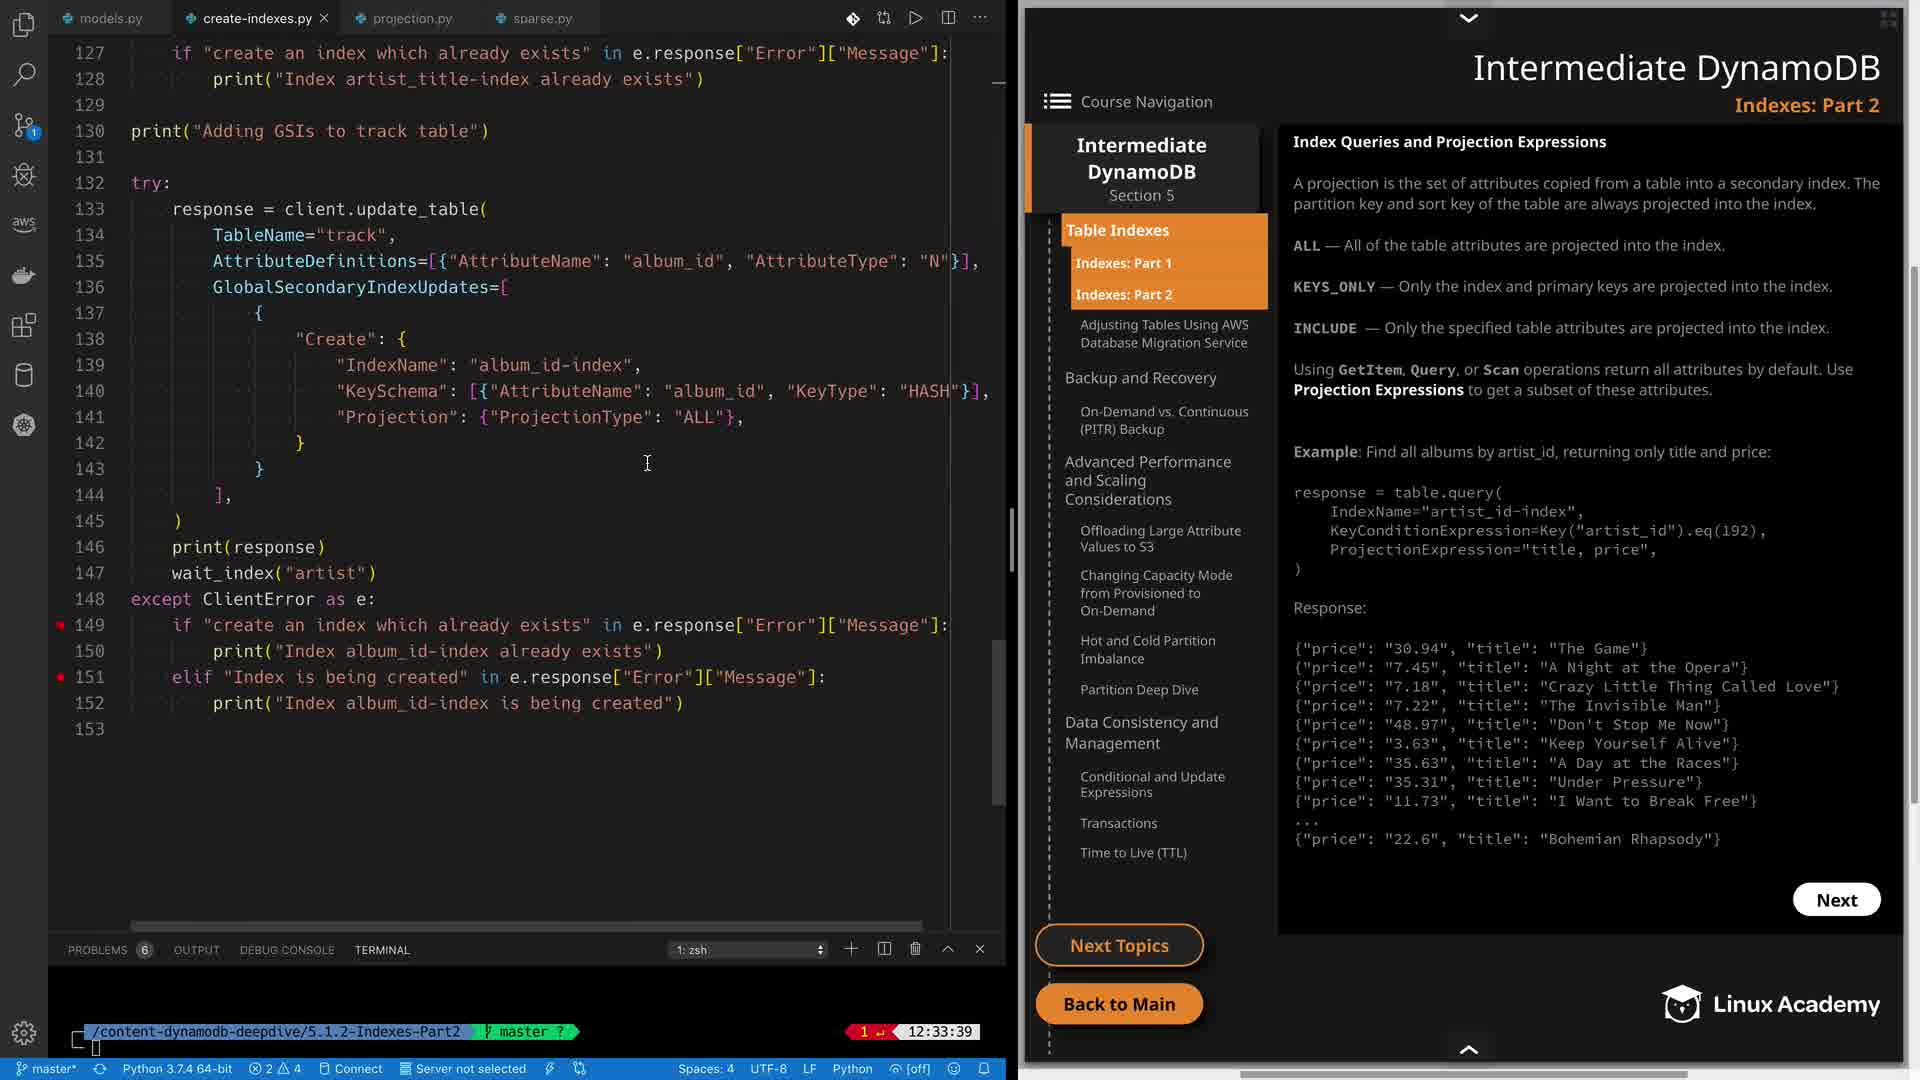 models.py
create-indexes.py
projection.py
sparse.py
127 if "create an index which already exists" in e.response["Error"]["Message"]:
128 print("Index artist_title-index already exists")
129
130 print("Adding GSIs to track table")
131
132 try:
133 response = client.update_table(
134 TableName="track",
135 AttributeDefinitions=[{"AttributeName": "album_id", "AttributeType": "N"}],
136 GlobalSecondaryIndexUpdates=[
137 {
138 "Create": {
139 "IndexName": "album_id-index",
140 "KeySchema": [{"AttributeName": "album_id", "KeyType": "HASH"}],
141 "Projection": {"ProjectionType": "ALL"},
142 }
143 }
144 ],
145 )
146 print(response)
147 wait_index("artist")
148 except ClientError as e:
149 if "create an index which already exists" in e.response["Error"]["Message"]:
150 print("Index album_id-index already exists")
151 elif "Index is being created" in e.response["Error"]["Message"]:
152 print("Index album_id-index is being created")
153
aws
1
PROBLEMS 6 OUTPUT DEBUG CONSOLE TERMINAL 1: zsh
/content-dynamodb-deepdive/5.1.2-Indexes-Part2 master ? 1 ↵ 12:33:39
master* Python 3.7.4 64-bit 2 4 Connect Server not selected Spaces: 4 UTF-8 LF Python [off]
Intermediate DynamoDB
Indexes: Part 2
Course Navigation
Intermediate
DynamoDB
Section 5
Table Indexes
Indexes: Part 1
Indexes: Part 2
Adjusting Tables Using AWS
Database Migration Service
Backup and Recovery
On-Demand vs. Continuous
(PITR) Backup
Advanced Performance
and Scaling
Considerations
Offloading Large Attribute
Values to S3
Changing Capacity Mode
from Provisioned to
On-Demand
Hot and Cold Partition
Imbalance
Partition Deep Dive
Data Consistency and
Management
Conditional and Update
Expressions
Transactions
Time to Live (TTL)
Next Topics
Back to Main
Index Queries and Projection Expressions
A projection is the set of attributes copied from a table into a secondary index. The
partition key and sort key of the table are always projected into the index.
ALL — All of the table attributes are projected into the index.
KEYS_ONLY — Only the index and primary keys are projected into the index.
INCLUDE — Only the specified table attributes are projected into the index.
Using GetItem, Query, or Scan operations return all attributes by default. Use
Projection Expressions to get a subset of these attributes.
Example: Find all albums by artist_id, returning only title and price:
response = table.query(
IndexName="artist_id-index",
KeyConditionExpression=Key("artist_id").eq(192),
ProjectionExpression="title, price",
)
Response:
{"price": "30.94", "title": "The Game"}
{"price": "7.45", "title": "A Night at the Opera"}
{"price": "7.18", "title": "Crazy Little Thing Called Love"}
{"price": "7.22", "title": "The Invisible Man"}
{"price": "48.97", "title": "Don't Stop Me Now"}
{"price": "3.63", "title": "Keep Yourself Alive"}
{"price": "35.63", "title": "A Day at the Races"}
{"price": "35.31", "title": "Under Pressure"}
{"price": "11.73", "title": "I Want to Break Free"}
...
{"price": "22.6", "title": "Bohemian Rhapsody"}
Next
Linux Academy